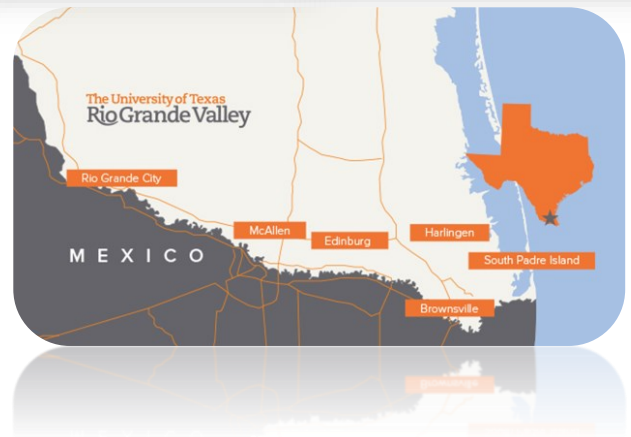 The University of Texas
Rio Grande Valley
Rio Grande City
McAllen
Edinburg
Harlingen
MEXICO
South Padre Island
Brownsville